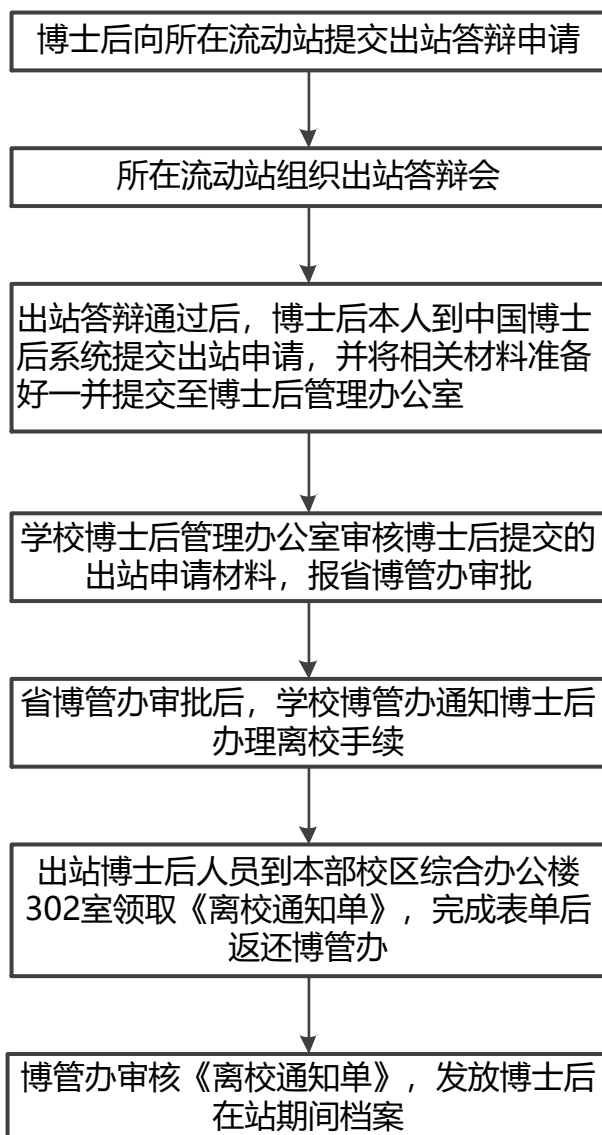 博士后向所在流动站提交出站答辩申请
所在流动站组织出站答辩会
出站答辩通过后，博士后本人到中国博士
后系统提交出站申请，并将相关材料准备
好一并提交至博士后管理办公室
学校博士后管理办公室审核博士后提交的
出站申请材料，报省博管办审批
省博管办审批后，学校博管办通知博士后
办理离校手续
出站博士后人员到本部校区综合办公楼
302室领取《离校通知单》，完成表单后
返还博管办
博管办审核《离校通知单》，发放博士后
在站期间档案